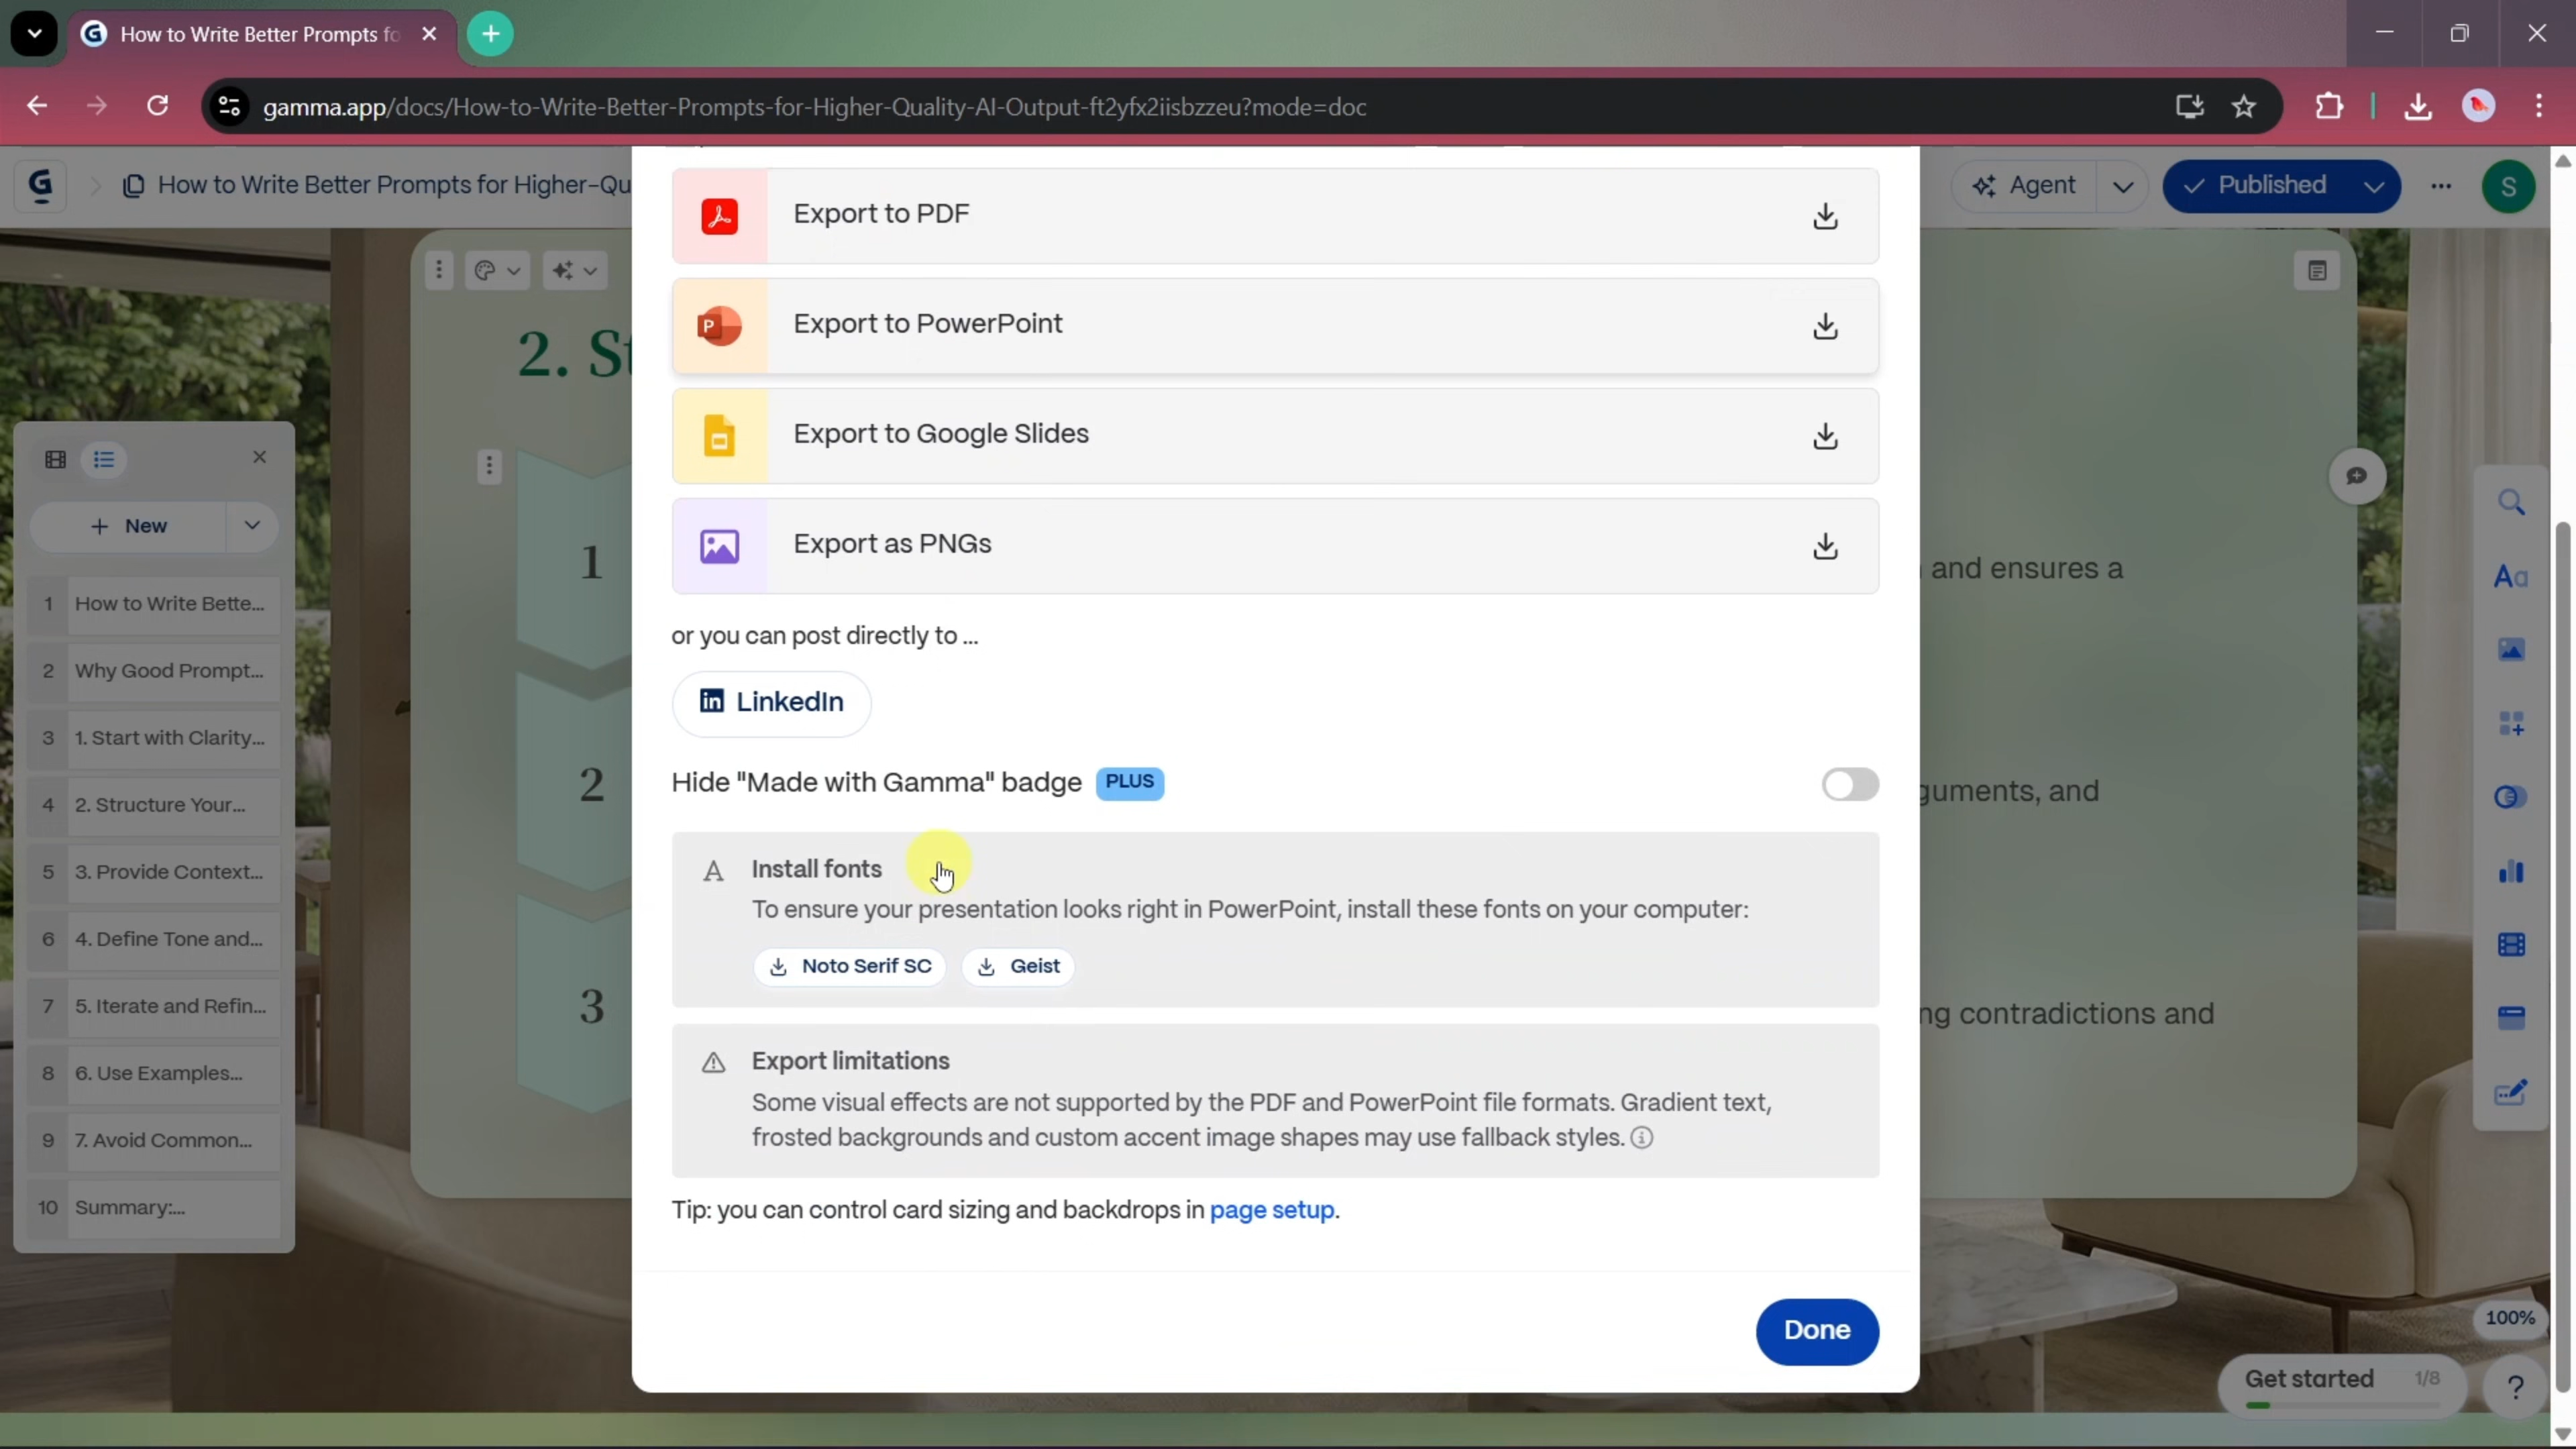 How to Write Better Prompts fo
gamma.app/docs/How-to-Write-Better-Prompts-for-Higher-Quality-AI-Output-ft2yfx2iisbzzeu?mode=doc
How to Write Better Prompts for Higher-Qu
Agent
Published
S
Export to PDF
Export to PowerPoint
Export to Google Slides
Export as PNGs
or you can post directly to ...
LinkedIn
Hide "Made with Gamma" badge PLUS
Install fonts
To ensure your presentation looks right in PowerPoint, install these fonts on your computer:
Noto Serif SC Geist
Export limitations
Some visual effects are not supported by the PDF and PowerPoint file formats. Gradient text,
frosted backgrounds and custom accent image shapes may use fallback styles.
Tip: you can control card sizing and backdrops in page setup.
Done
New
1 How to Write Bette...
2 Why Good Prompt...
3 1. Start with Clarity...
4 2. Structure Your...
5 3. Provide Context...
6 4. Define Tone and...
7 5. Iterate and Refin...
8 6. Use Examples...
9 7. Avoid Common...
10 Summary:...
2. St
1
2
3
and ensures a
guments, and
ng contradictions and
Aa
100%
Get started 1/8
?